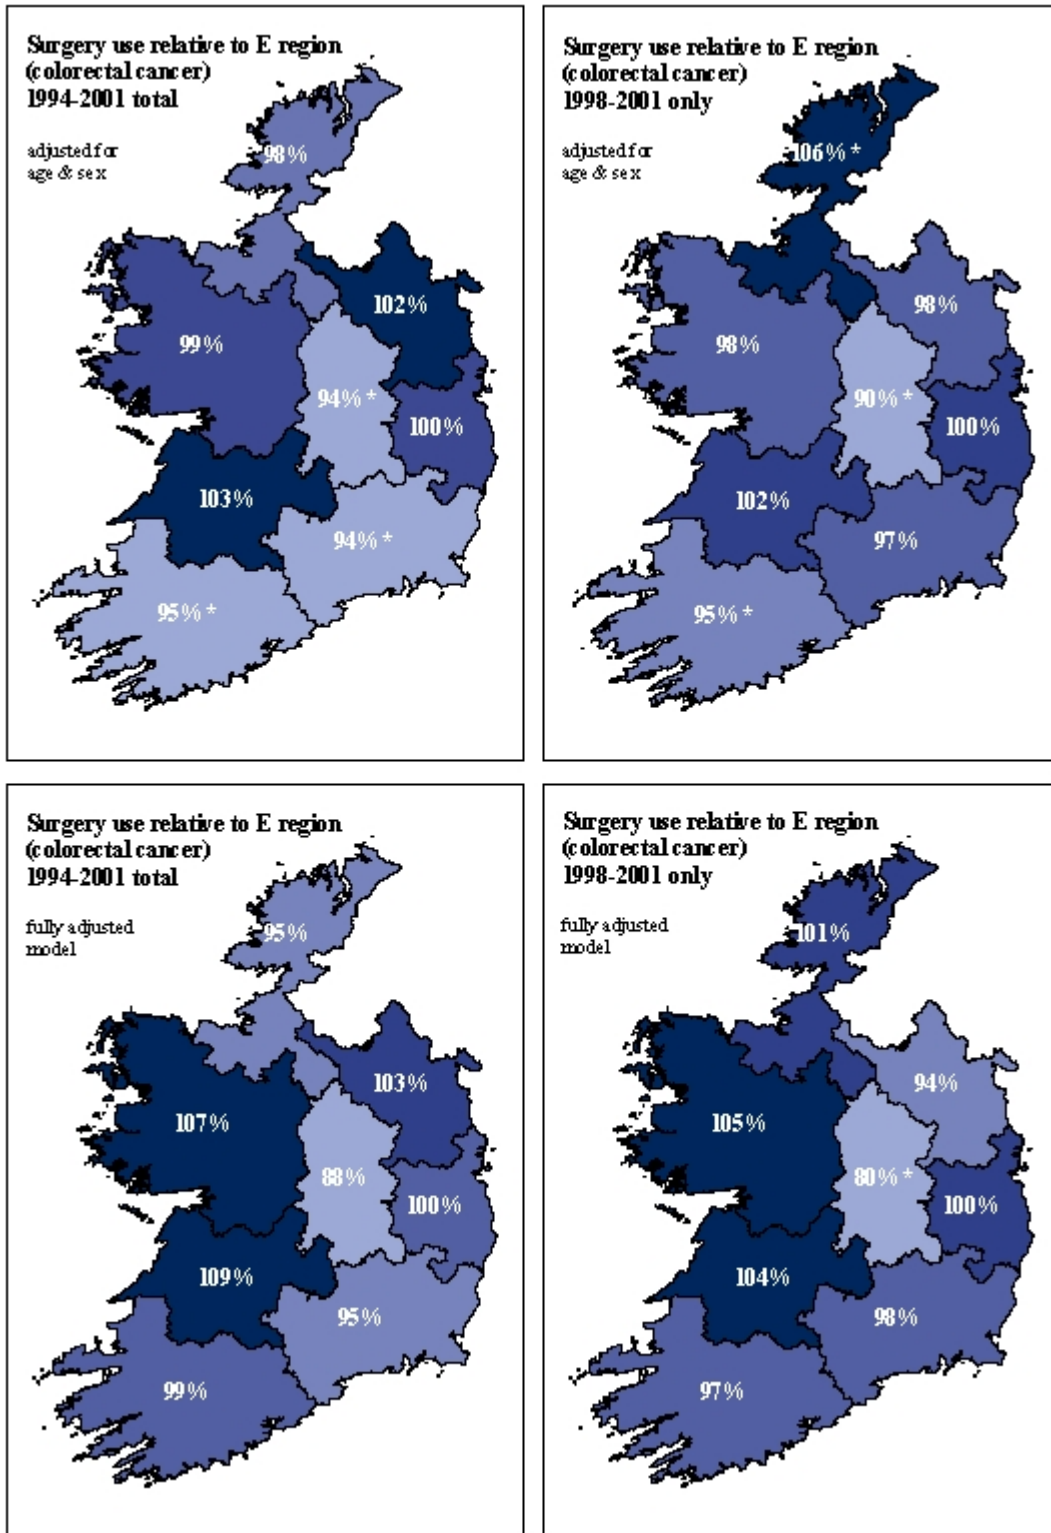 Surgery use relative to E region
(colorectal cancer)
1994-2001 total
adjusted for
age & sex
98%
102%
99%
94% *
100%
103%
94% *
95% *
Surgery use relative to E region
(colorectal cancer)
1998-2001 only
adjusted for
age & sex
106% *
98%
98%
90% *
100%
102%
97%
95% *
Surgery use relative to E region
(colorectal cancer)
1994-2001 total
fully adjusted
model
95%
103%
107%
88%
100%
109%
95%
99%
Surgery use relative to E region
(colorectal cancer)
1998-2001 only
fully adjusted
model
101%
94%
105%
80% *
100%
104%
98%
97%